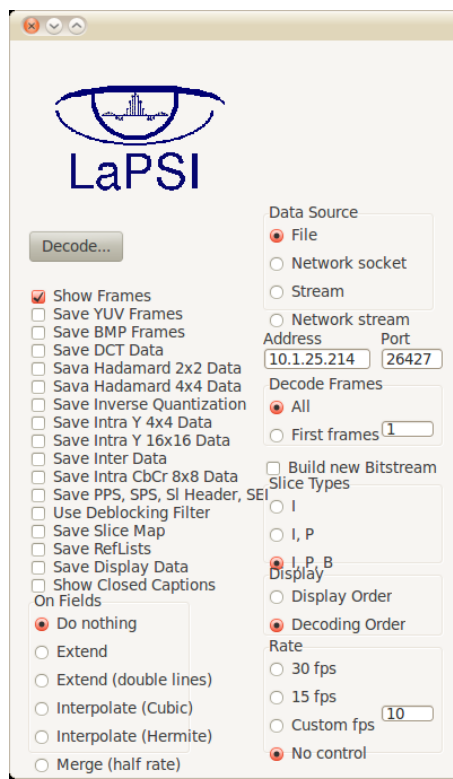 LaPSI
Decode...
Show Frames
Save YUV Frames
Save BMP Frames
Save DCT Data
Sava Hadamard 2x2 Data
Sava Hadamard 4x4 Data
Save Inverse Quantization
Save Intra Y 4x4 Data
Save Intra Y 16x16 Data
Save Inter Data
Save Intra CbCr 8x8 Data
Save PPS, SPS, Sl Header, SEI
Use Deblocking Filter
Save Slice Map
Save RefLists
Save Display Data
Show Closed Captions
On Fields
Do nothing
Extend
Extend (double lines)
Interpolate (Cubic)
Interpolate (Hermite)
Merge (half rate)
Data Source
File
Network socket
Stream
Network stream
Address Port
10.1.25.214 26427
Decode Frames
All
First frames 1
Build new Bitstream
Slice Types
I
I, P
I, P, B
Display
Display Order
Decoding Order
Rate
30 fps
15 fps
Custom fps 10
No control